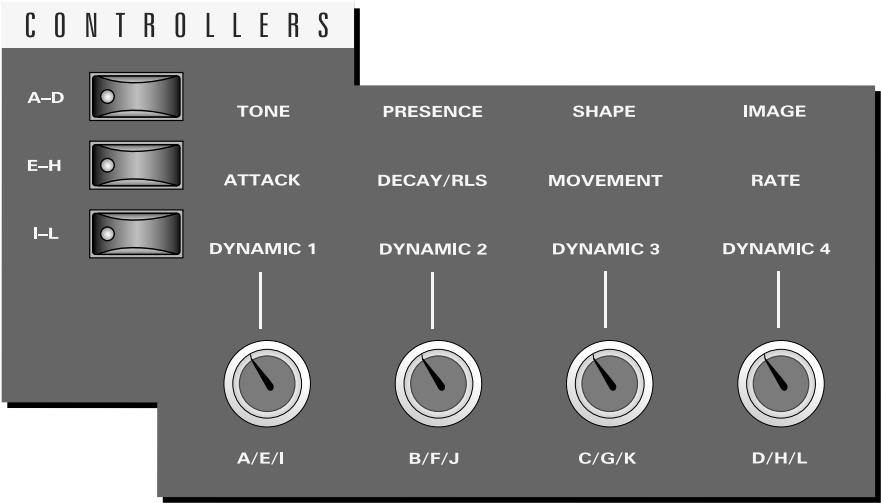 CONTROLLERS
A–D TONE PRESENCE SHAPE IMAGE
E–H ATTACK DECAY/RLS MOVEMENT RATE
I–L DYNAMIC 1 DYNAMIC 2 DYNAMIC 3 DYNAMIC 4
A/E/I B/F/J C/G/K D/H/L